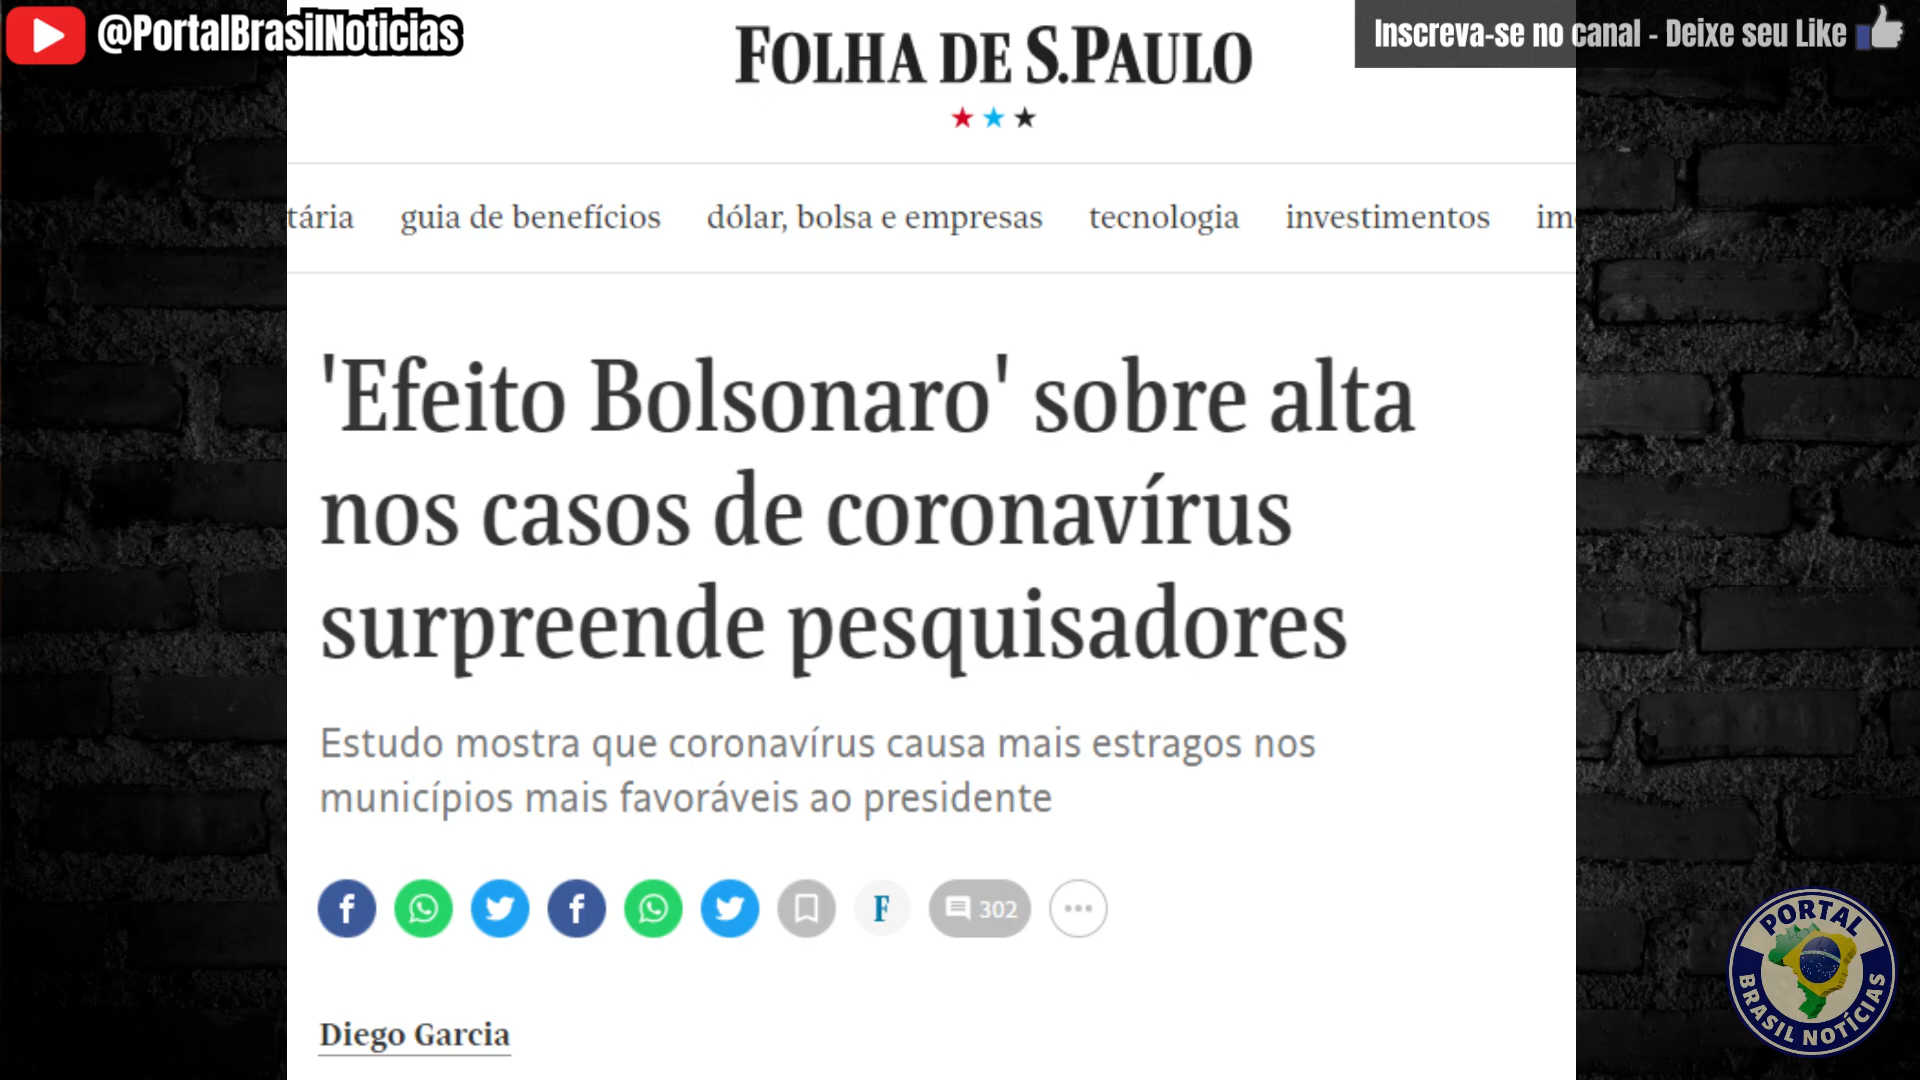 @PortalBrasilNoticias
Inscreva-se no canal - Deixe seu Like
FOLHA DE S.PAULO
tária guia de benefícios dólar, bolsa e empresas tecnologia investimentos im
'Efeito Bolsonaro' sobre alta
nos casos de coronavírus
surpreende pesquisadores
Estudo mostra que coronavírus causa mais estragos nos
municípios mais favoráveis ao presidente
F 302
Diego Garcia
PORTAL
BRASIL NOTÍCIAS